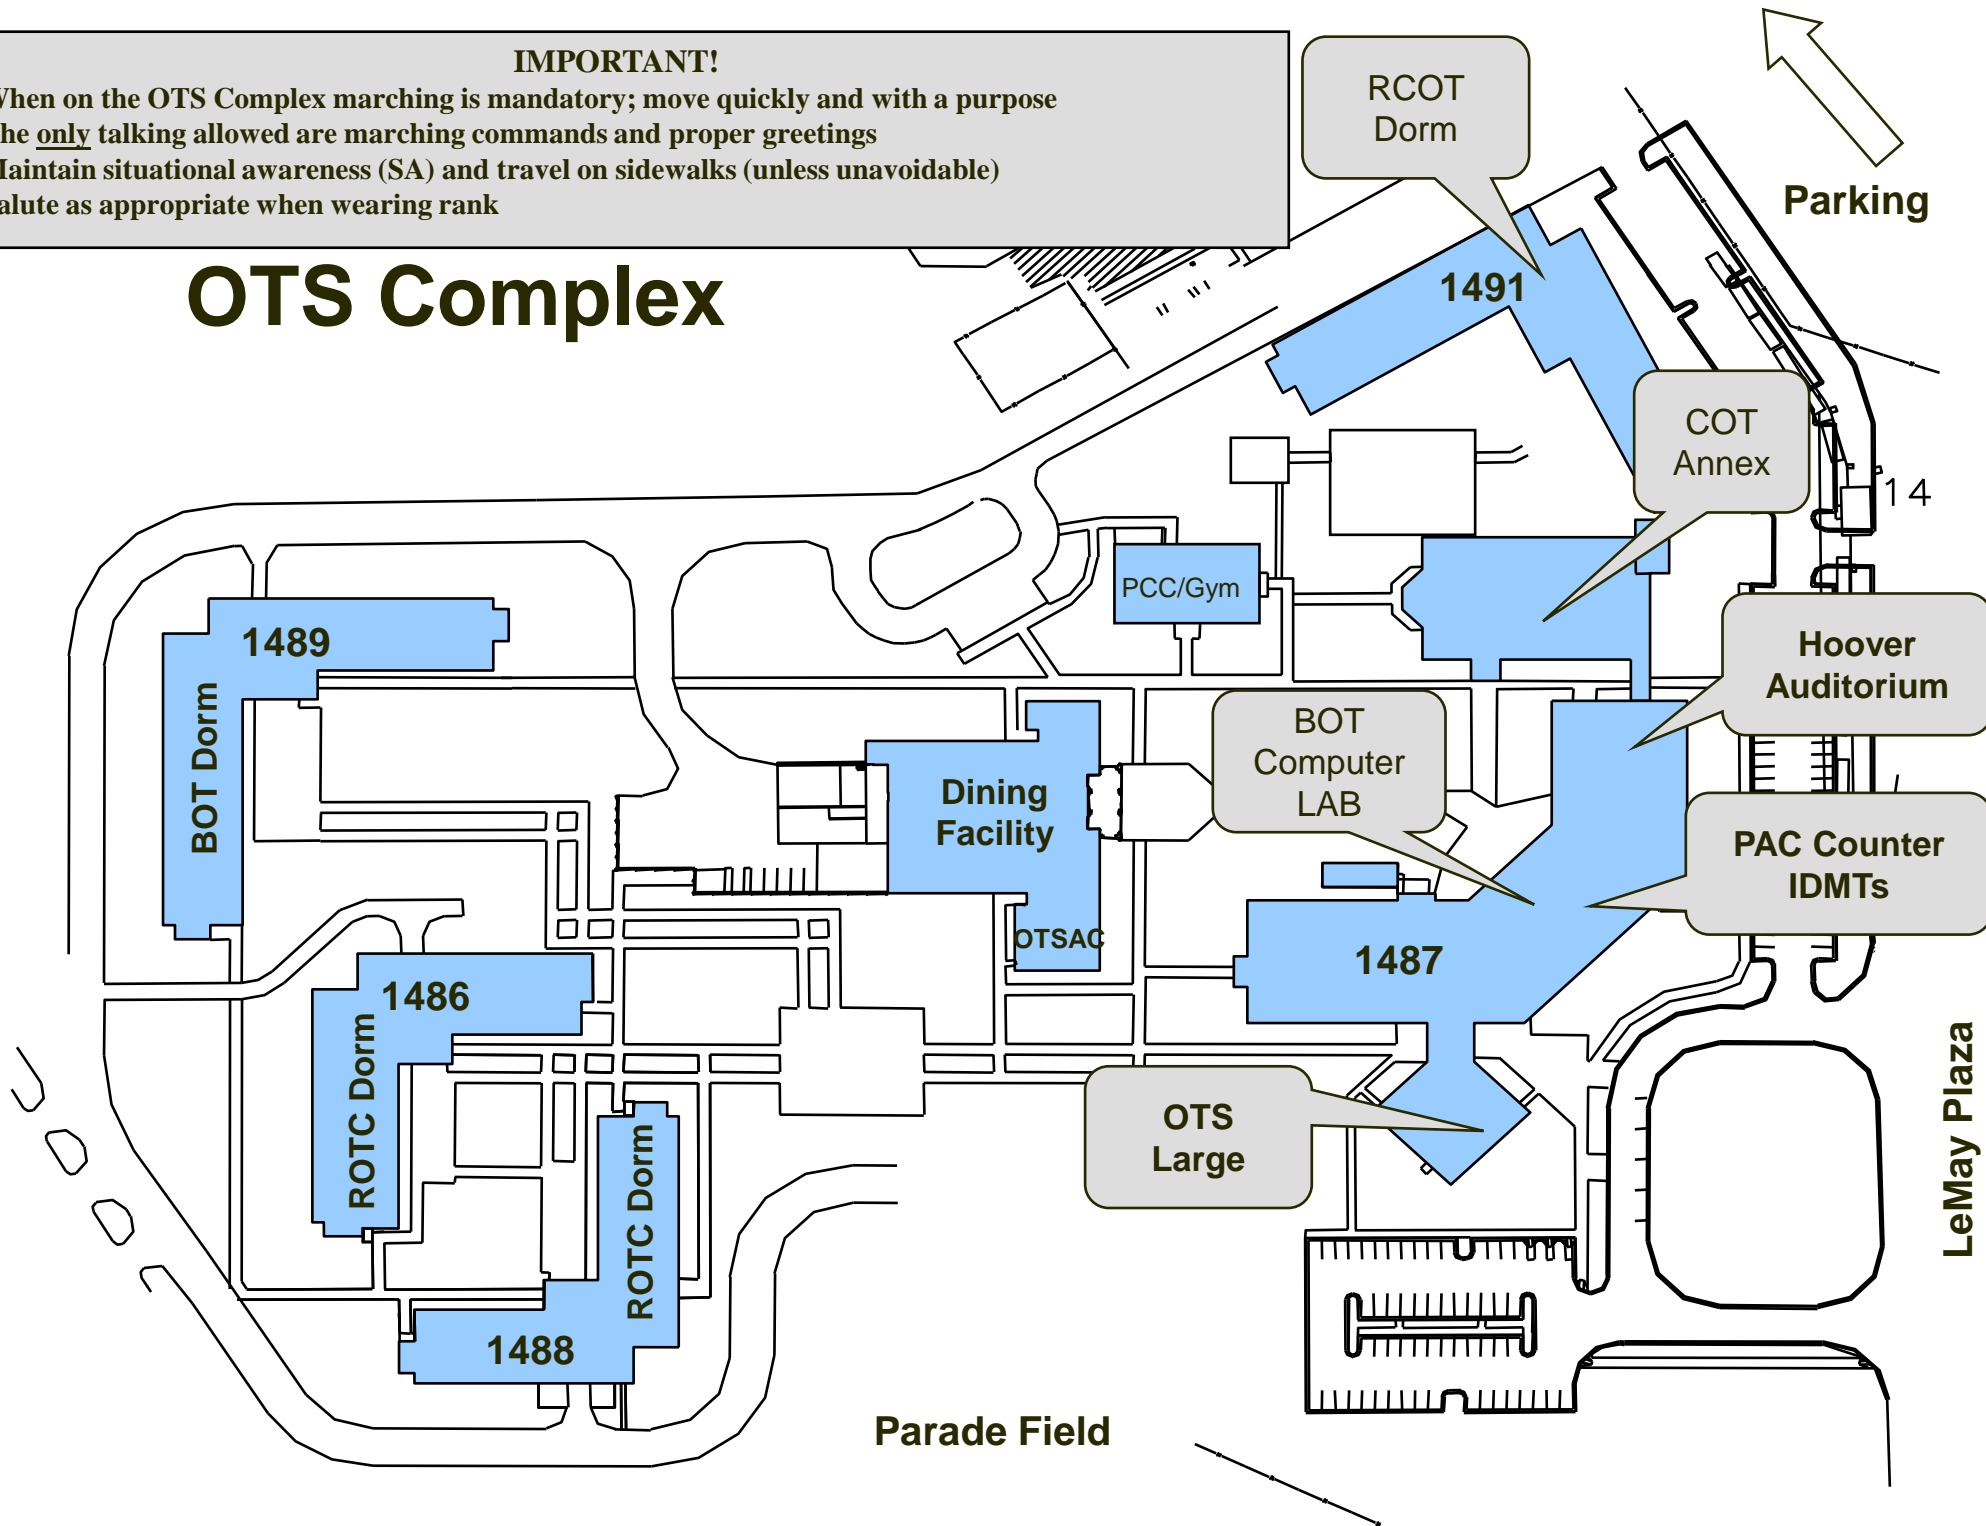 IMPORTANT!
When on the OTS Complex marching is mandatory; move quickly and with a purpose
he only talking allowed are marching commands and proper greetings
Maintain situational awareness (SA) and travel on sidewalks (unless unavoidable)
alute as appropriate when wearing rank
OTS Complex
RCOT
Dorm
Parking
1491
COT
Annex
14
PCC/Gym
1489
BOT Dorm
Hoover
Auditorium
BOT
Computer
LAB
Dining
Facility
PAC Counter
IDMTs
OTSAC
1487
1486
ROTC Dorm
OTS
Large
LeMay Plaza
ROTC Dorm
1488
Parade Field